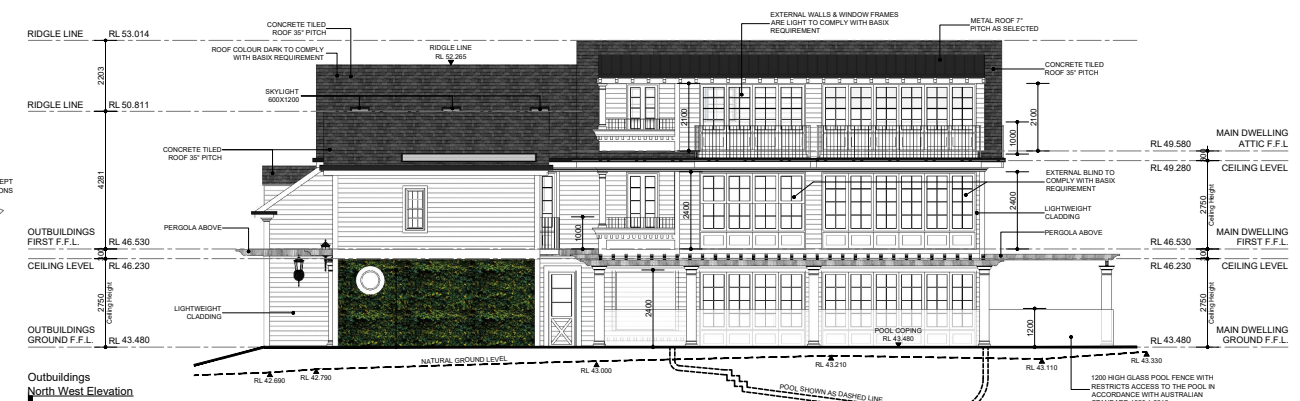 RIDGLE LINE RL 53.014
2203
RIDGLE LINE RL 50.811
4281
OUTBUILDINGS
FIRST F.F.L. RL 46.530
CEILING LEVEL RL 46.230
2750
Ceiling Height
OUTBUILDINGS
GROUND F.F.L. RL 43.480
CONCRETE TILED
ROOF 35° PITCH
ROOF COLOUR DARK TO COMPLY
WITH BASIX REQUIREMENT
RIDGLE LINE
RL 52.265
SKYLIGHT
600X1200
CONCRETE TILED
ROOF 35° PITCH
PERGOLA ABOVE
LIGHTWEIGHT
CLADDING
EXTERNAL WALLS & WINDOW FRAMES
ARE LIGHT TO COMPLY WITH BASIX
REQUIREMENT
METAL ROOF 7°
PITCH AS SELECTED
CONCRETE TILED
ROOF 35° PITCH
2100
2100
1000
EXTERNAL BLIND TO
COMPLY WITH BASIX
REQUIREMENT
2400
2400
1000
LIGHTWEIGHT
CLADDING
PERGOLA ABOVE
2400
1200
POOL COPING
RL 43.480
RL 49.580 MAIN DWELLING
ATTIC F.F.L
300
RL 49.280 CEILING LEVEL
2750
Ceiling Height
RL 46.530 MAIN DWELLING
FIRST F.F.L
RL 46.230 CEILING LEVEL
2750
Ceiling Height
RL 43.480 MAIN DWELLING
GROUND F.F.L
NATURAL GROUND LEVEL
RL 42.690
RL 42.790
RL 43.000
RL 43.210
RL 43.110
RL 43.330
POOL SHOWN AS DASHED LINE
1200 HIGH GLASS POOL FENCE WITH
RESTRICTS ACCESS TO THE POOL IN
ACCORDANCE WITH AUSTRALIAN
Outbuildings
North West Elevation